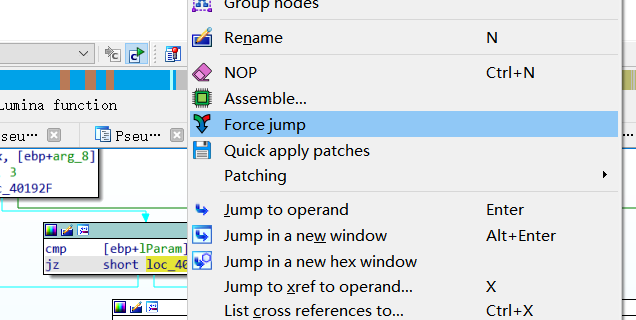 Group nodes
Rename N
NOP Ctrl+N
Lumina function
Assemble...
Force jump
Pseu…
Quick apply patches
[ebp+arg_8]
3
Patching
Jump to operand Enter
Jump in a new window Alt+Enter
cmp [ebp+lParam]
jz short loc_40
Jump in a new hex window
Jump to xref to operand... X
List cross references to... Ctrl+X